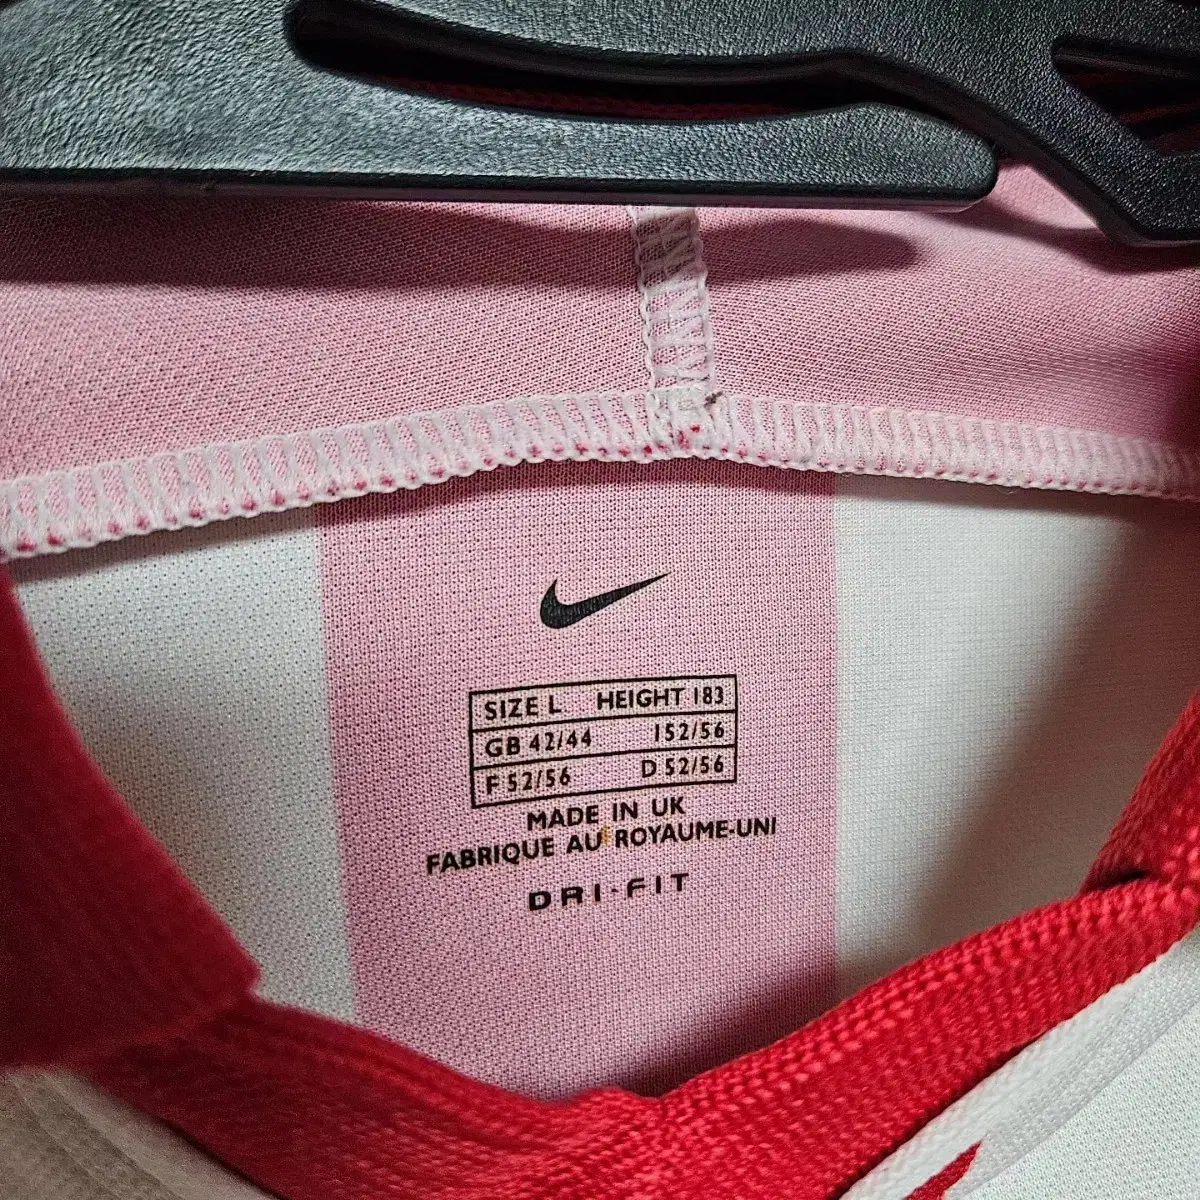 SIZE L HEIGHT 183
GB 42/44 I 52/56
F 52/56 D 52/56
MADE IN UK
FABRIQUE AU ROYAUME-UNI
DRI-FIT